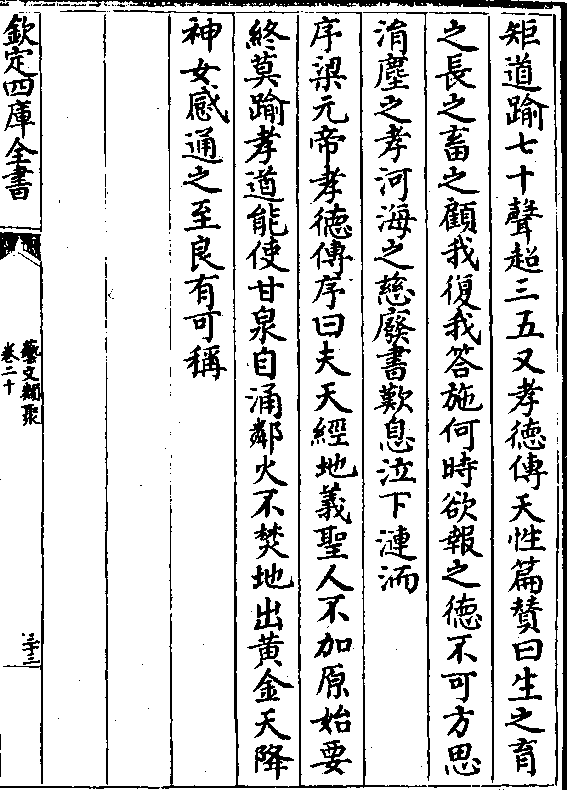 矩道踰七十聲超三五又孝德傳天性篇賛曰生之育
之長之畜之顧我復我答施何時欲報之德不可方思
涓塵之孝河海之慈廢書歎息泣下漣洏
序梁元帝孝德傳序曰夫天經地義聖人不加原始要
終莫踰孝道能使甘泉自涌鄰火不焚地出黄金天降
神女感通之至良有可稱
欽定四庫全書
藝文類聚
卷二十
三十三